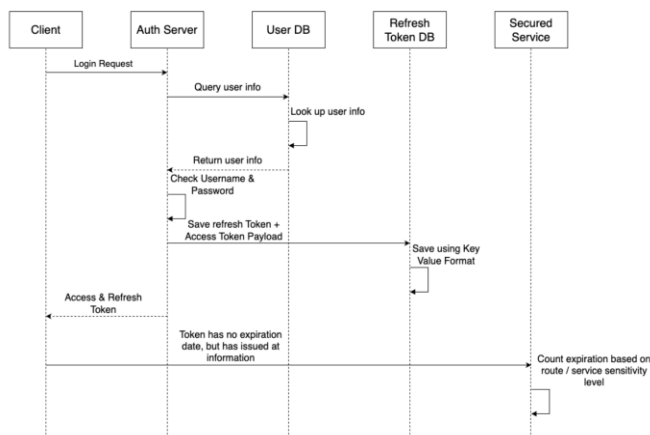 Client
Auth Server
User DB
Refresh
Token DB
Secured
Service
Login Request
Query user info
Look up user info
Return user info
Check Username &
Password
Save refresh Token +
Access Token Payload
Save using Key
Value Format
Access & Refresh
Token
Token has no expiration
date, but has issued at
information
Count expiration based on
route / service sensitivity
level